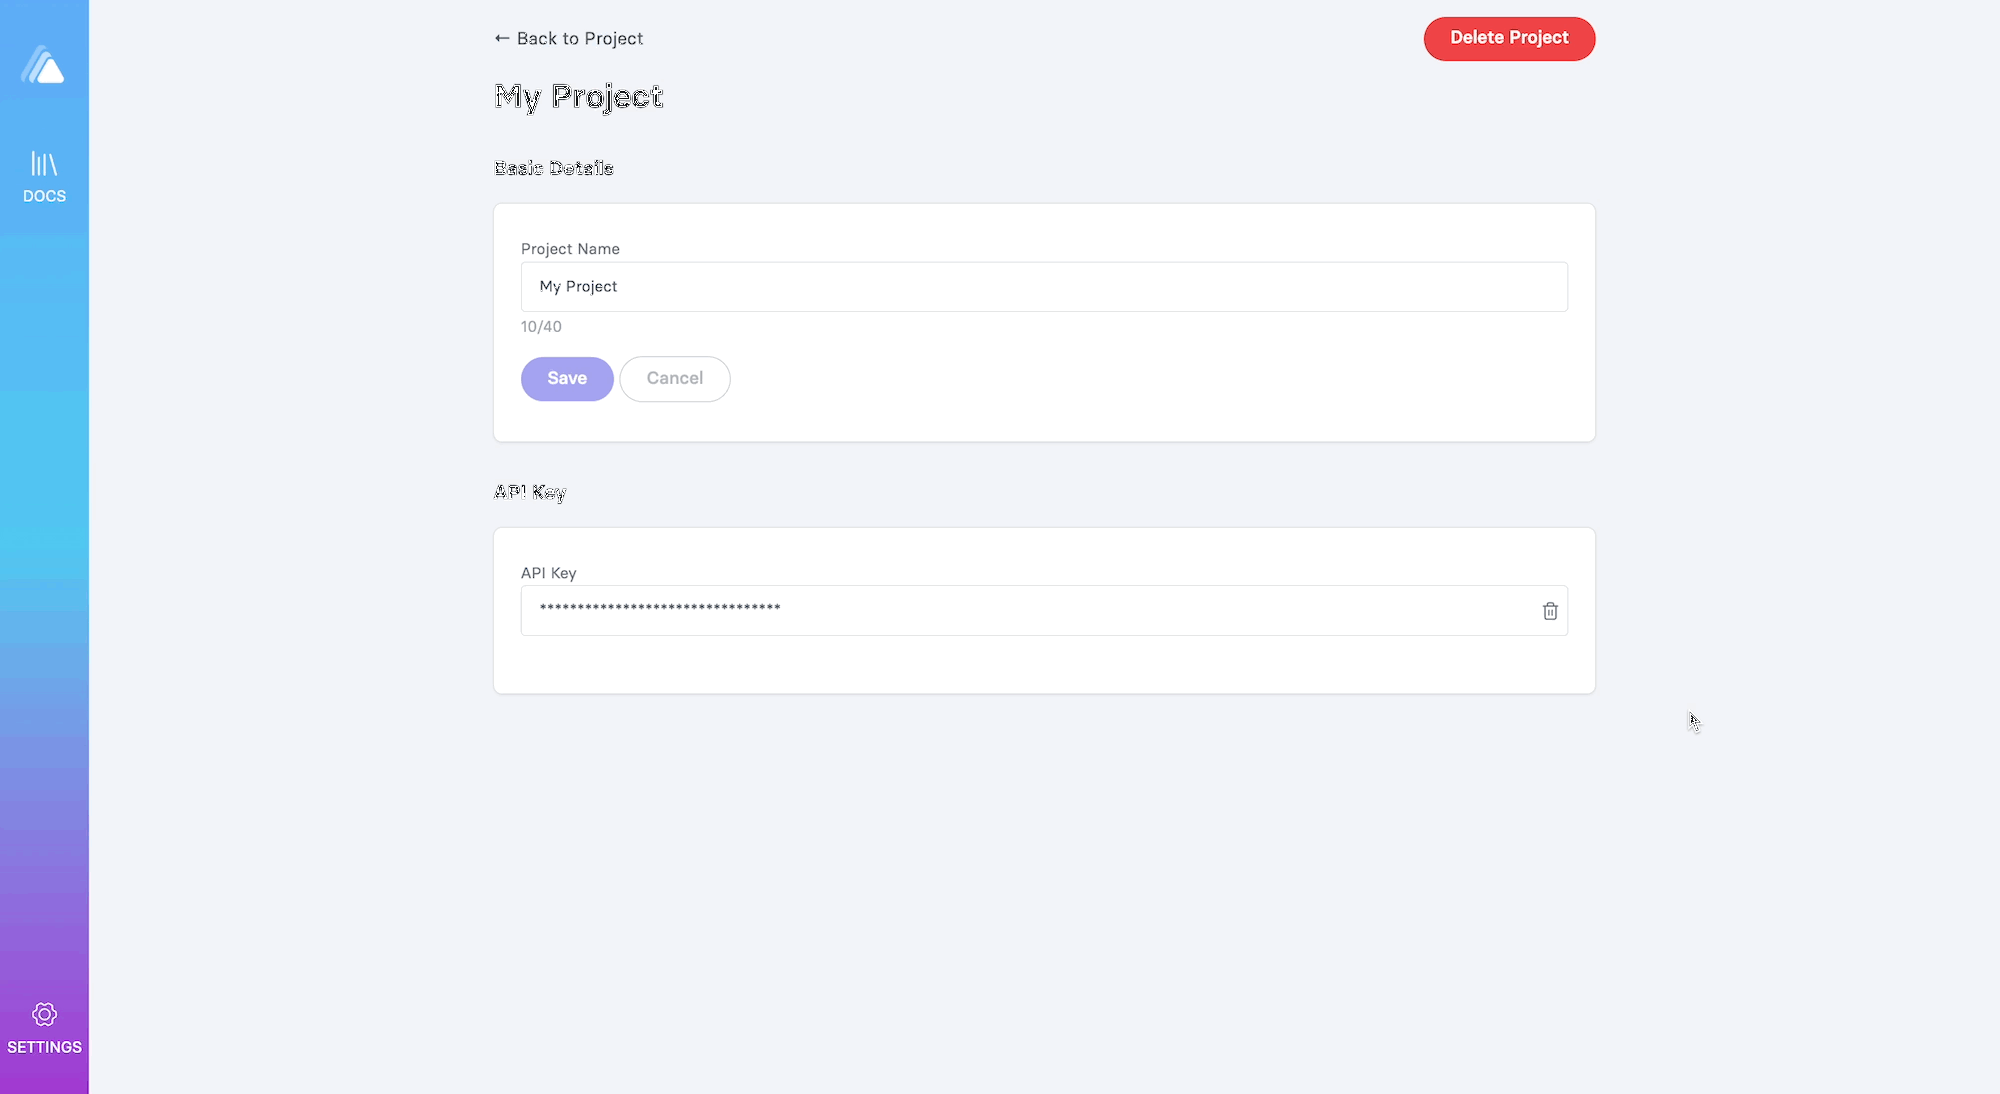 ← Back to Project
Delete Project
My Project
DOCS
Basic Details
Project Name
My Project
10/40
Save
Cancel
API Key
API Key
********************************
SETTINGS